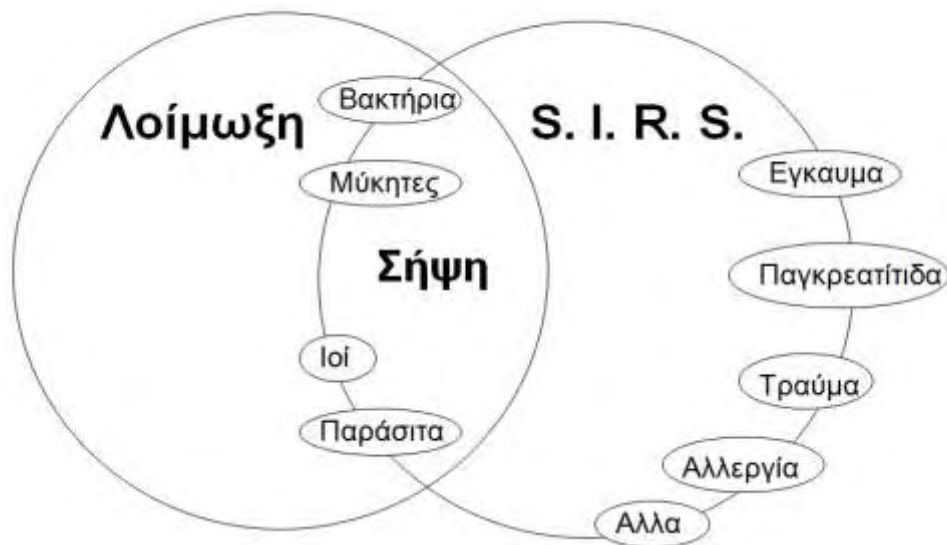 Λοίμωξη
Βακτήρια
Μύκητες
Σήψη
Ιοί
Παράσιτα
S. I. R. S.
Εγκαυμα
Παγκρεατίτιδα
Τραύμα
Αλλεργία
Αλλα